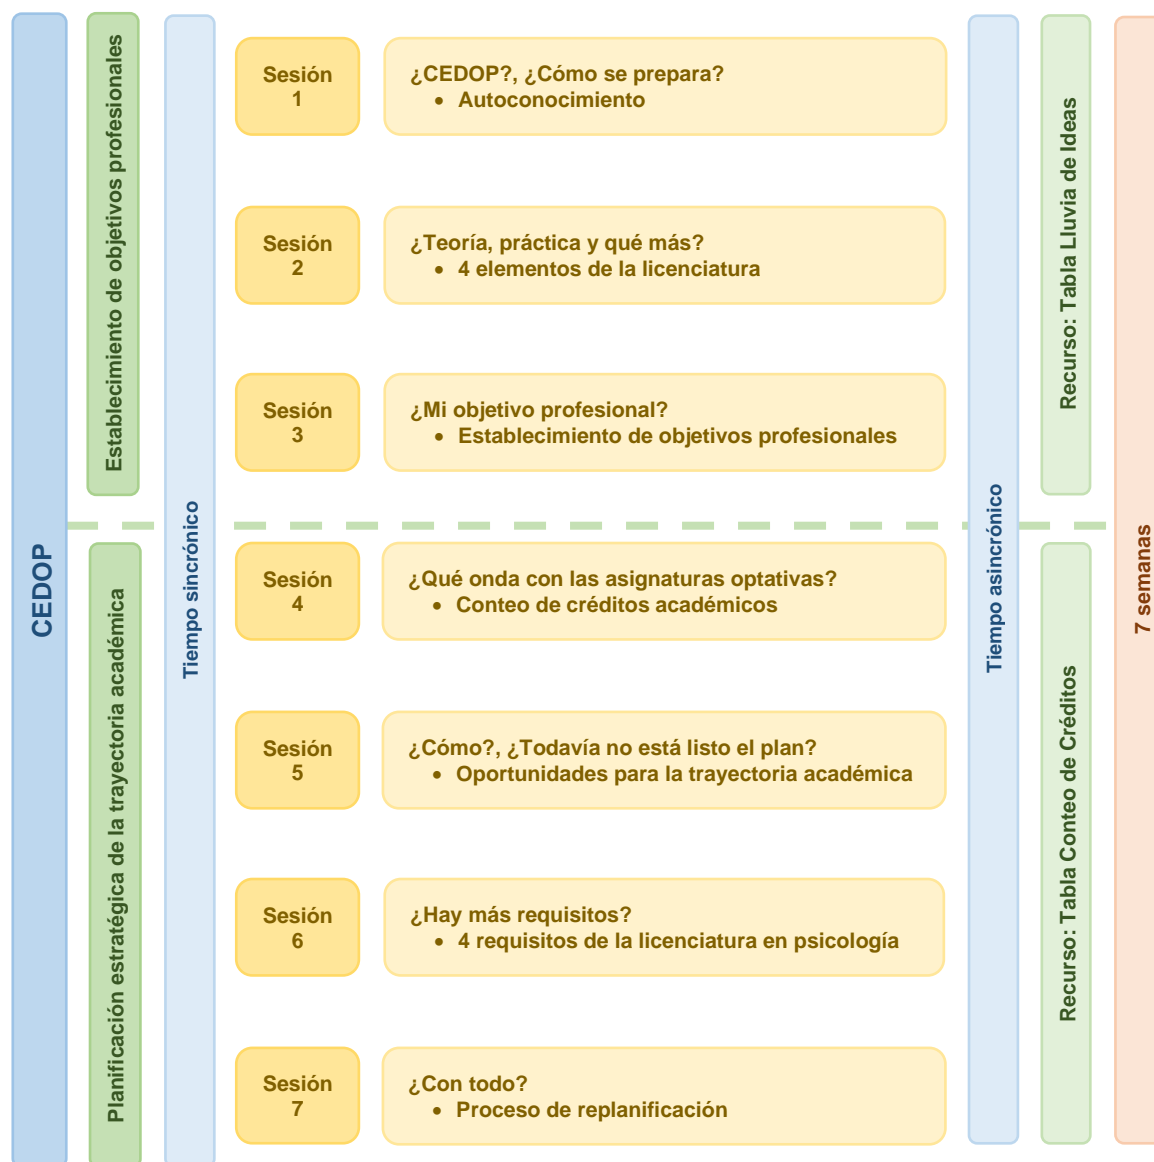 CEDOP
Establecimiento de objetivos profesionales
Planificación estratégica de la trayectoria académica
Tiempo sincrónico
Sesión
1
¿CEDOP?, ¿Cómo se prepara?
• Autoconocimiento
Sesión
2
¿Teoría, práctica y qué más?
• 4 elementos de la licenciatura
Sesión
3
¿Mi objetivo profesional?
• Establecimiento de objetivos profesionales
Sesión
4
¿Qué onda con las asignaturas optativas?
• Conteo de créditos académicos
Sesión
5
¿Cómo?, ¿Todavía no está listo el plan?
• Oportunidades para la trayectoria académica
Sesión
6
¿Hay más requisitos?
• 4 requisitos de la licenciatura en psicología
Sesión
7
¿Con todo?
• Proceso de replanificación
Tiempo asincrónico
Recurso: Tabla Lluvia de Ideas
Recurso: Tabla Conteo de Créditos
7 semanas